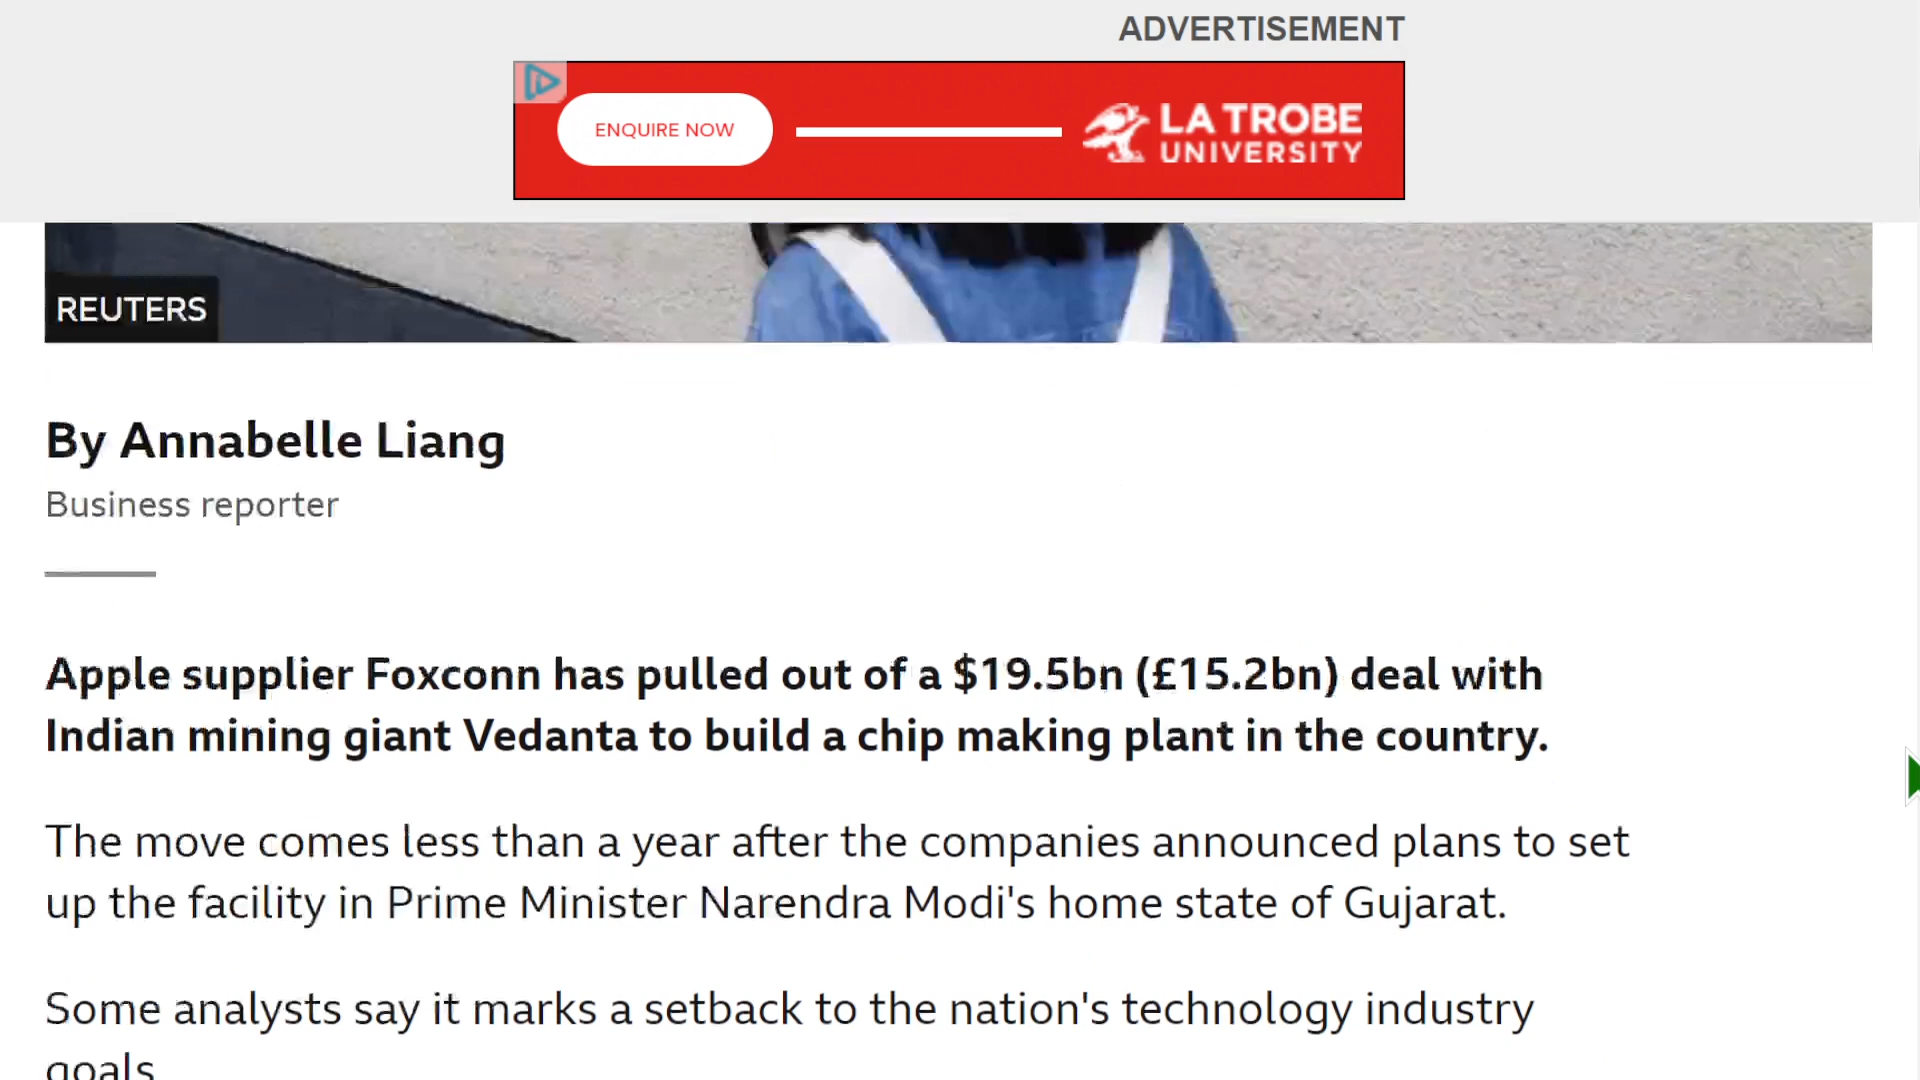 ADVERTISEMENT
ENQUIRE NOW
LA TROBE
UNIVERSITY
REUTERS
By Annabelle Liang
Business reporter
Apple supplier Foxconn has pulled out of a $19.5bn (£15.2bn) deal with
Indian mining giant Vedanta to build a chip making plant in the country.
The move comes less than a year after the companies announced plans to set
up the facility in Prime Minister Narendra Modi's home state of Gujarat.
Some analysts say it marks a setback to the nation's technology industry
goals.